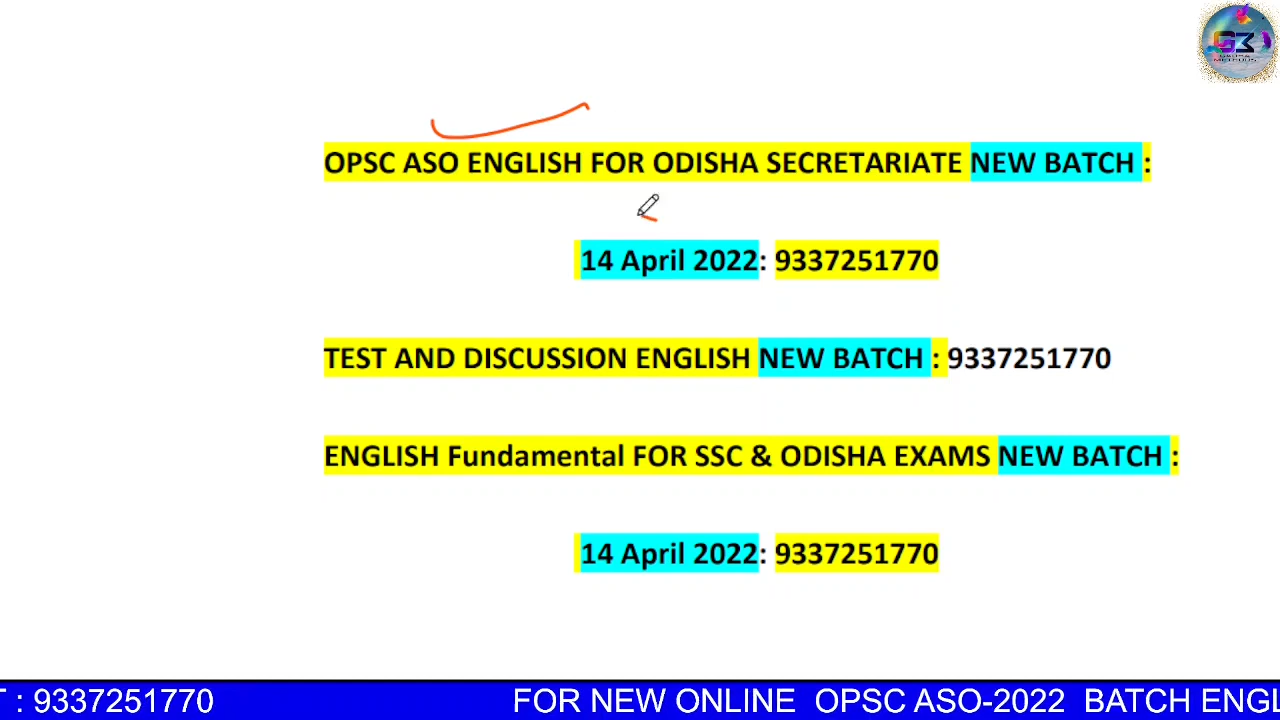 G3
OPSC ASO ENGLISH FOR ODISHA SECRETARIATE NEW BATCH :
14 April 2022: 9337251770
TEST AND DISCUSSION ENGLISH NEW BATCH : 9337251770
ENGLISH Fundamental FOR SSC & ODISHA EXAMS NEW BATCH :
14 April 2022: 9337251770
T : 9337251770 FOR NEW ONLINE OPSC ASO-2022 BATCH ENGL